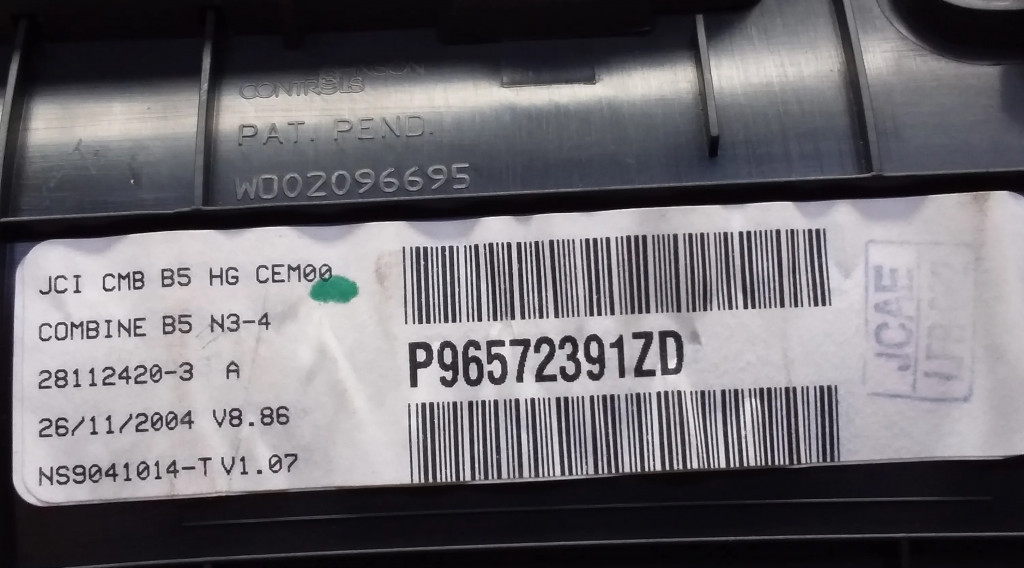 CONTROLS
PAT. PEND.
WO02096695
JCI CMB B5 HG CEM00
COMBINE B5 N3-4
28112420-3 A
26/11/2004 V8.86
NS9041014-T V1.07
P96572391ZD
JCAE